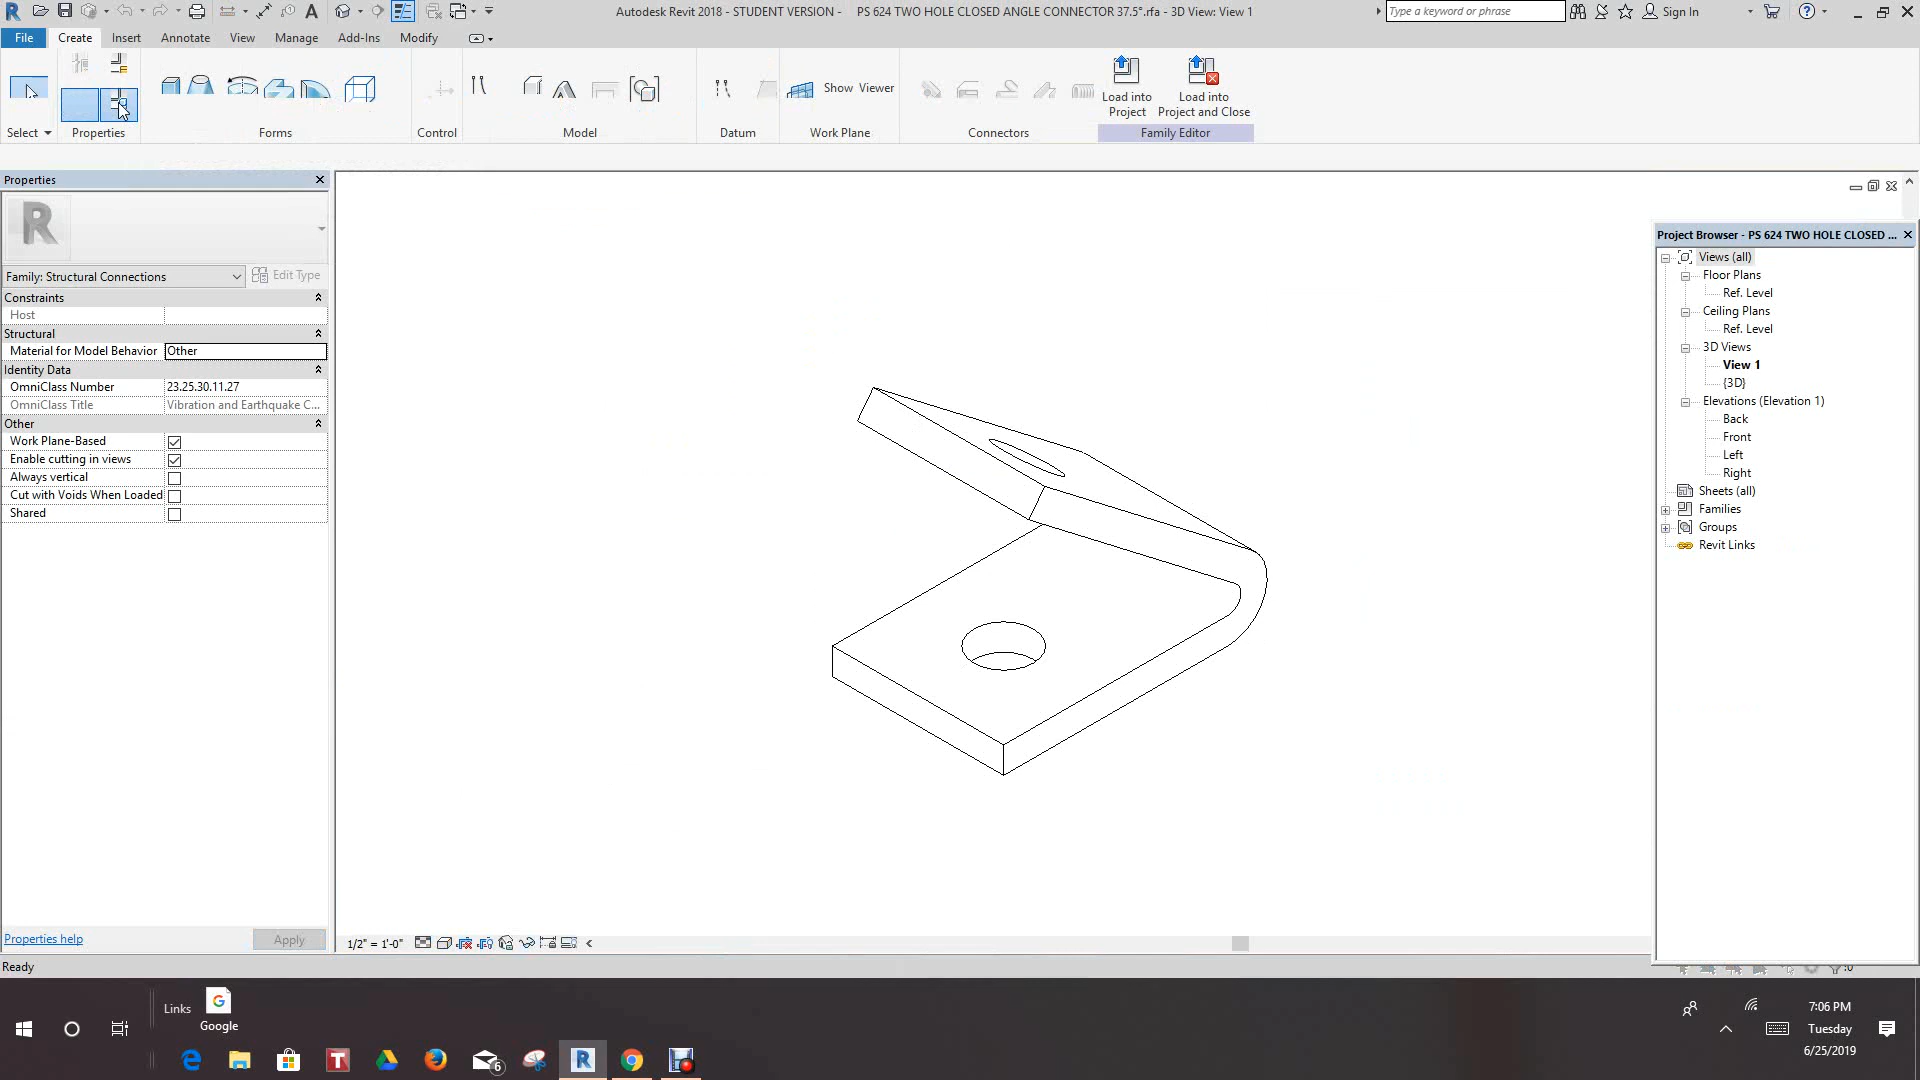 Autodesk Revit 2018 - STUDENT VERSION - PS 624 TWO HOLE CLOSED ANGLE CONNECTOR 37.5°.rfa - 3D View: View 1
Type a keyword or phrase
Sign In
File Create Insert Annotate View Manage Add-Ins Modify
Show Viewer
Load into Project
Load into Project and Close
Select Properties Forms Control Model Datum Work Plane Connectors Family Editor
Properties
R
Family: Structural Connections
Edit Type
Constraints
Host
Structural
Material for Model Behavior Other
Identity Data
OmniClass Number 23.25.30.11.27
OmniClass Title Vibration and Earthquake C...
Other
Work Plane-Based
Enable cutting in views
Always vertical
Cut with Voids When Loaded
Shared
Properties help
Apply
1/2" = 1'-0"
Project Browser - PS 624 TWO HOLE CLOSED ...
Views (all)
Floor Plans
Ref. Level
Ceiling Plans
Ref. Level
3D Views
View 1
{3D}
Elevations (Elevation 1)
Back
Front
Left
Right
Sheets (all)
Families
Groups
Revit Links
Ready
:0
Links
Google
6
7:06 PM
Tuesday
6/25/2019